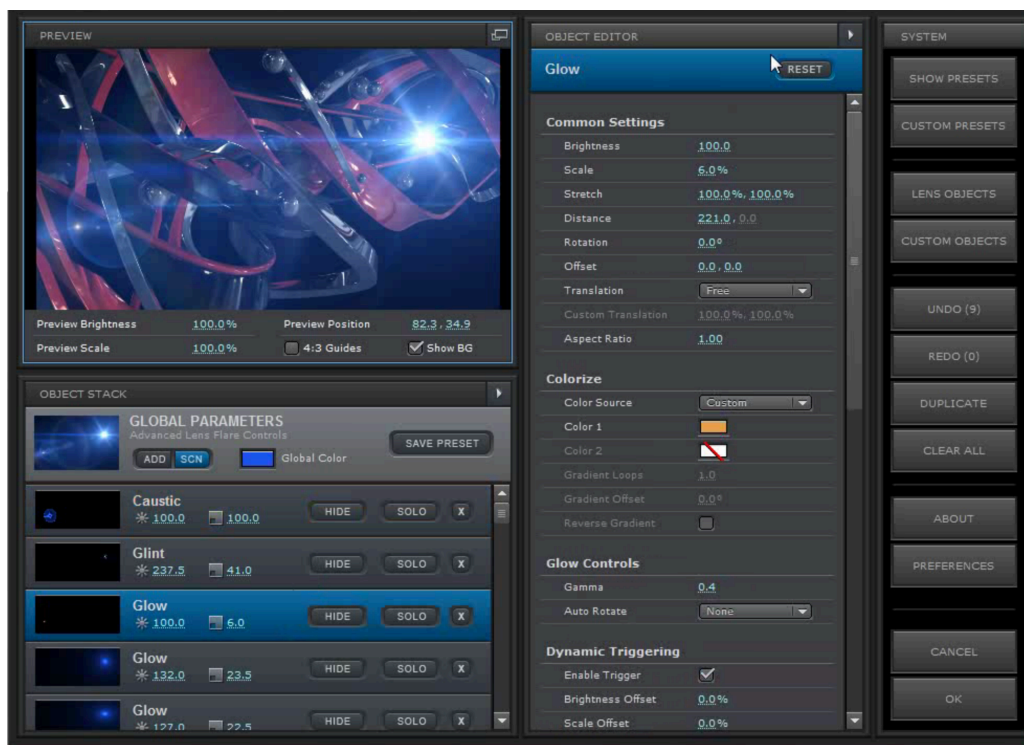 PREVIEW
Preview Brightness 100.0% Preview Position 82.3 , 34.9
Preview Scale 100.0% 4:3 Guides Show BG
OBJECT STACK
GLOBAL PARAMETERS
Advanced Lens Flare Controls
ADD SCN Global Color SAVE PRESET
Caustic
100.0 100.0 HIDE SOLO X
Glint
237.5 41.0 HIDE SOLO X
Glow
100.0 6.0 HIDE SOLO X
Glow
132.0 23.5 HIDE SOLO X
Glow
127.0 22.5 HIDE SOLO X
OBJECT EDITOR
Glow RESET
Common Settings
Brightness 100.0
Scale 6.0%
Stretch 100.0%, 100.0%
Distance 221.0 , 0.0
Rotation 0.0°
Offset 0.0 , 0.0
Translation Free
Custom Translation 100.0%, 100.0%
Aspect Ratio 1.00
Colorize
Color Source Custom
Color 1
Color 2
Gradient Loops 1.0
Gradient Offset 0.0°
Reverse Gradient
Glow Controls
Gamma 0.4
Auto Rotate None
Dynamic Triggering
Enable Trigger
Brightness Offset 0.0%
Scale Offset 0.0%
SYSTEM
SHOW PRESETS
CUSTOM PRESETS
LENS OBJECTS
CUSTOM OBJECTS
UNDO (9)
REDO (0)
DUPLICATE
CLEAR ALL
ABOUT
PREFERENCES
CANCEL
OK